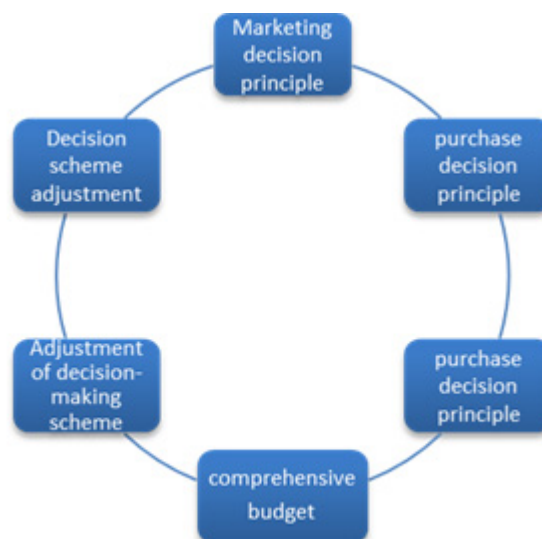 Marketing
decision
principle
purchase
decision
principle
purchase
decision
principle
comprehensive
budget
Adjustment
of decision-
making
scheme
Decision
scheme
adjustment